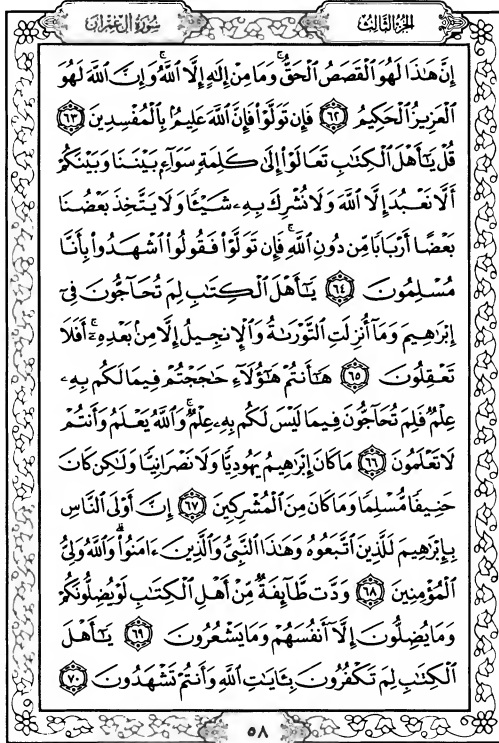 الجزء الثالث
سورة آل عمران
إِنَّ هَٰذَا لَهُوَ ٱلْقَصَصُ ٱلْحَقُّ ۚ وَمَا مِنْ إِلَٰهٍ إِلَّا ٱللَّهُ ۚ وَإِنَّ ٱللَّهَ لَهُوَ
ٱلْعَزِيزُ ٱلْحَكِيمُ ٦٢ فَإِن تَوَلَّوْا۟ فَإِنَّ ٱللَّهَ عَلِيمٌۢ بِٱلْمُفْسِدِينَ ٦٣
قُلْ يَٰٓأَهْلَ ٱلْكِتَٰبِ تَعَالَوْا۟ إِلَىٰ كَلِمَةٍ سَوَآءٍۭ بَيْنَنَا وَبَيْنَكُمْ
أَلَّا نَعْبُدَ إِلَّا ٱللَّهَ وَلَا نُشْرِكَ بِهِۦ شَيْـًٔا وَلَا يَتَّخِذَ بَعْضُنَا
بَعْضًا أَرْبَابًا مِّن دُونِ ٱللَّهِ ۚ فَإِن تَوَلَّوْا۟ فَقُولُوا۟ ٱشْهَدُوا۟ بِأَنَّا
مُسْلِمُونَ ٦٤ يَٰٓأَهْلَ ٱلْكِتَٰبِ لِمَ تُحَآجُّونَ فِىٓ
إِبْرَٰهِيمَ وَمَآ أُنزِلَتِ ٱلتَّوْرَىٰةُ وَٱلْإِنجِيلُ إِلَّا مِنۢ بَعْدِهِۦٓ ۚ أَفَلَا
تَعْقِلُونَ ٦٥ هَٰٓأَنتُمْ هَٰٓؤُلَآءِ حَٰجَجْتُمْ فِيمَا لَكُم بِهِۦ
عِلْمٌ فَلِمَ تُحَآجُّونَ فِيمَا لَيْسَ لَكُم بِهِۦ عِلْمٌ ۚ وَٱللَّهُ يَعْلَمُ وَأَنتُمْ
لَا تَعْلَمُونَ ٦٦ مَا كَانَ إِبْرَٰهِيمُ يَهُودِيًّا وَلَا نَصْرَانِيًّا وَلَٰكِن كَانَ
حَنِيفًا مُّسْلِمًا وَمَا كَانَ مِنَ ٱلْمُشْرِكِينَ ٦٧ إِنَّ أَوْلَى ٱلنَّاسِ
بِإِبْرَٰهِيمَ لَلَّذِينَ ٱتَّبَعُوهُ وَهَٰذَا ٱلنَّبِىُّ وَٱلَّذِينَ ءَامَنُوا۟ ۗ وَٱللَّهُ وَلِىُّ
ٱلْمُؤْمِنِينَ ٦٨ وَدَّت طَّآئِفَةٌ مِّنْ أَهْلِ ٱلْكِتَٰبِ لَوْ يُضِلُّونَكُمْ
وَمَا يُضِلُّونَ إِلَّآ أَنفُسَهُمْ وَمَا يَشْعُرُونَ ٦٩ يَٰٓأَهْلَ
ٱلْكِتَٰبِ لِمَ تَكْفُرُونَ بِـَٔايَٰتِ ٱللَّهِ وَأَنتُمْ تَشْهَدُونَ ٧٠
٥٨